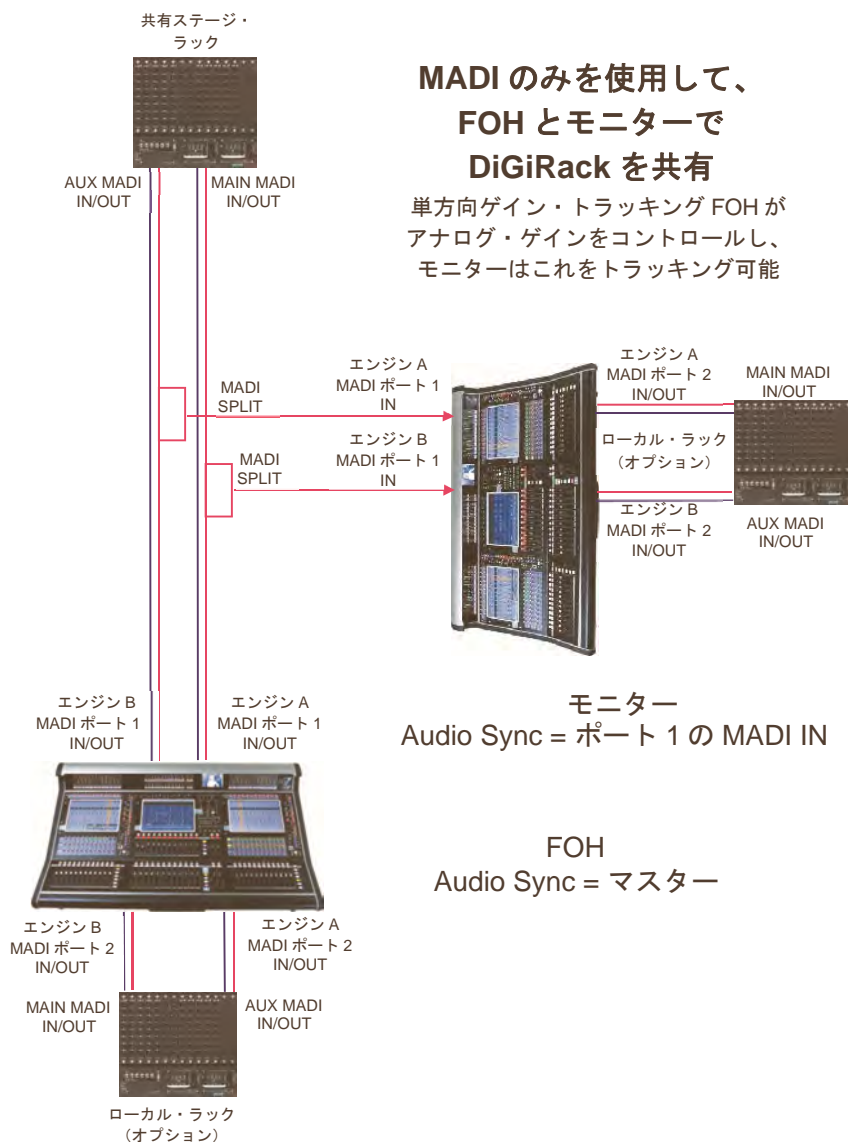 共有ステージ・
ラック
MADI のみを使用して、
FOH とモニターで
DiGiRack を共有
単方向ゲイン・トラッキング FOH が
アナログ・ゲインをコントロールし、
モニターはこれをトラッキング可能
AUX MADI
IN/OUT
MAIN MADI
IN/OUT
MADI
SPLIT
エンジン A
MADI ポート 1
IN
MADI
SPLIT
エンジン B
MADI ポート 1
IN
エンジン A
MADI ポート 2
IN/OUT
MAIN MADI
IN/OUT
ローカル・ラック
（オプション）
エンジン B
MADI ポート 2
IN/OUT
AUX MADI
IN/OUT
エンジン B
MADI ポート 1
IN/OUT
エンジン A
MADI ポート 1
IN/OUT
モニター
Audio Sync = ポート 1 の MADI IN
FOH
Audio Sync = マスター
エンジン B
MADI ポート 2
IN/OUT
エンジン A
MADI ポート 2
IN/OUT
MAIN MADI
IN/OUT
AUX MADI
IN/OUT
ローカル・ラック
（オプション）